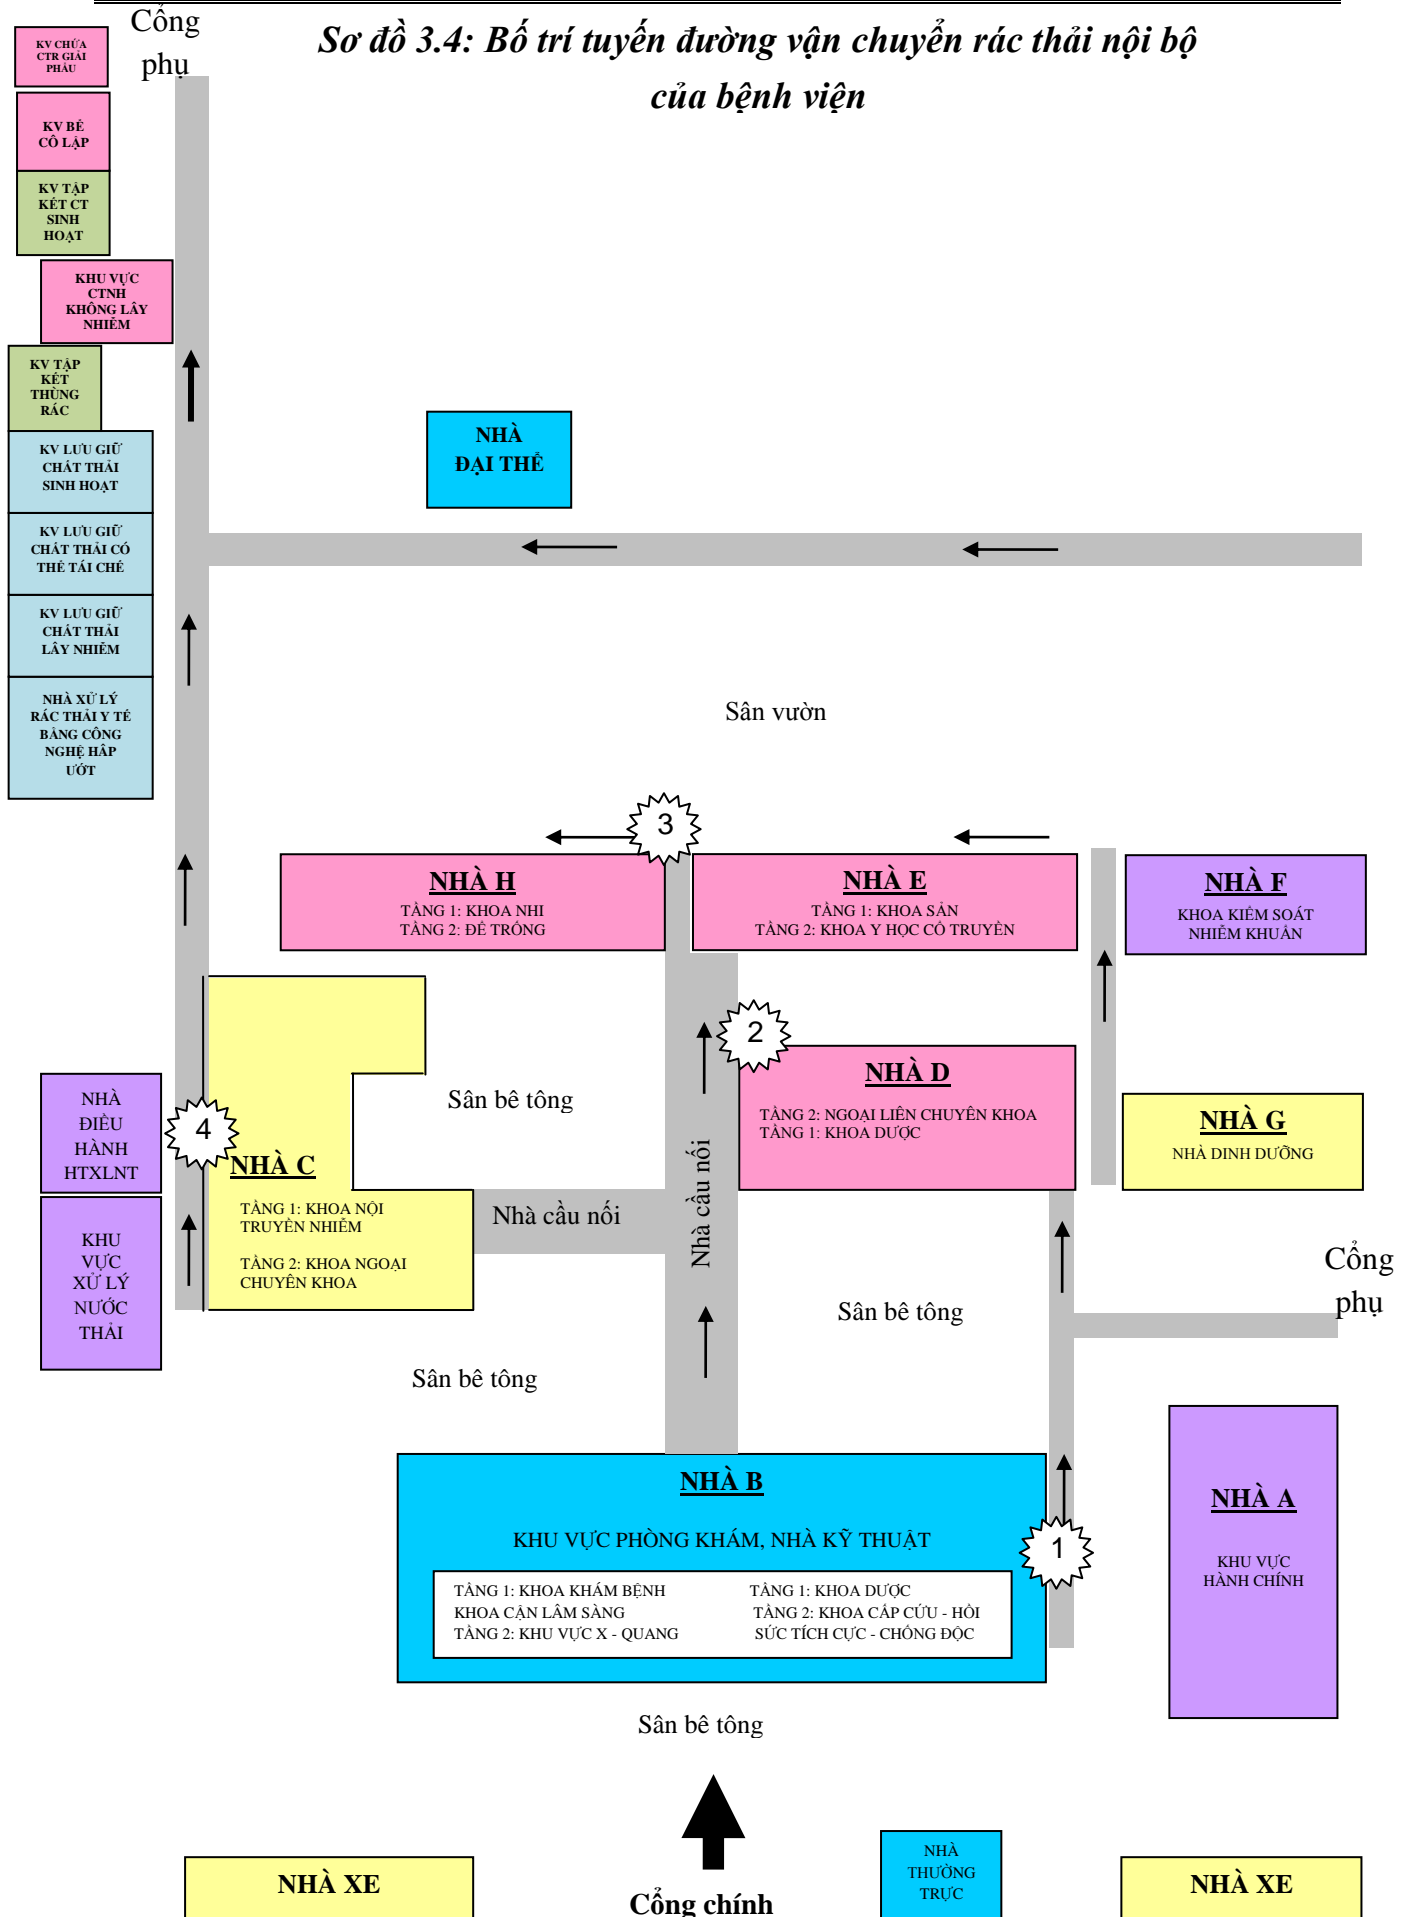 Sơ đồ 3.4: Bố trí tuyến đường vận chuyển rác thải nội bộ
của bệnh viện
Cổng
phụ
KV CHỨA
CTR GIẢI
PHẪU
KV BỂ
CÔ LẬP
KV TẬP
KẾT CT
SINH
HOẠT
KHU VỰC
CTNH
KHÔNG LÂY
NHIỄM
KV TẬP
KẾT
THÙNG
RÁC
KV LƯU GIỮ
CHẤT THẢI
SINH HOẠT
KV LƯU GIỮ
CHẤT THẢI CÓ
THỂ TÁI CHẾ
KV LƯU GIỮ
CHẤT THẢI
LÂY NHIỄM
NHÀ XỬ LÝ
RÁC THẢI Y TẾ
BẰNG CÔNG
NGHỆ HẤP
ƯỚT
NHÀ
ĐẠI THỂ
Sân vườn
3
NHÀ H
TẦNG 1: KHOA NHI
TẦNG 2: ĐỂ TRỐNG
NHÀ E
TẦNG 1: KHOA SẢN
TẦNG 2: KHOA Y HỌC CỔ TRUYỀN
NHÀ F
KHOA KIỂM SOÁT
NHIỄM KHUẨN
2
NHÀ D
TẦNG 2: NGOẠI LIÊN CHUYÊN KHOA
TẦNG 1: KHOA DƯỢC
NHÀ G
NHÀ DINH DƯỠNG
Sân bê tông
NHÀ
ĐIỀU
HÀNH
HTXLNT
4
NHÀ C
TẦNG 1: KHOA NỘI
TRUYỀN NHIỄM
TẦNG 2: KHOA NGOẠI
CHUYÊN KHOA
Nhà cầu nối
Nhà cầu nối
KHU
VỰC
XỬ LÝ
NƯỚC
THẢI
Cổng
phụ
Sân bê tông
Sân bê tông
NHÀ B
KHU VỰC PHÒNG KHÁM, NHÀ KỸ THUẬT
TẦNG 1: KHOA KHÁM BỆNH
KHOA CẬN LÂM SÀNG
TẦNG 2: KHU VỰC X - QUANG
TẦNG 1: KHOA DƯỢC
TẦNG 2: KHOA CẤP CỨU - HỒI
SỨC TÍCH CỰC - CHỐNG ĐỘC
1
NHÀ A
KHU VỰC
HÀNH CHÍNH
Sân bê tông
NHÀ XE
Cổng chính
NHÀ
THƯỜNG
TRỰC
NHÀ XE